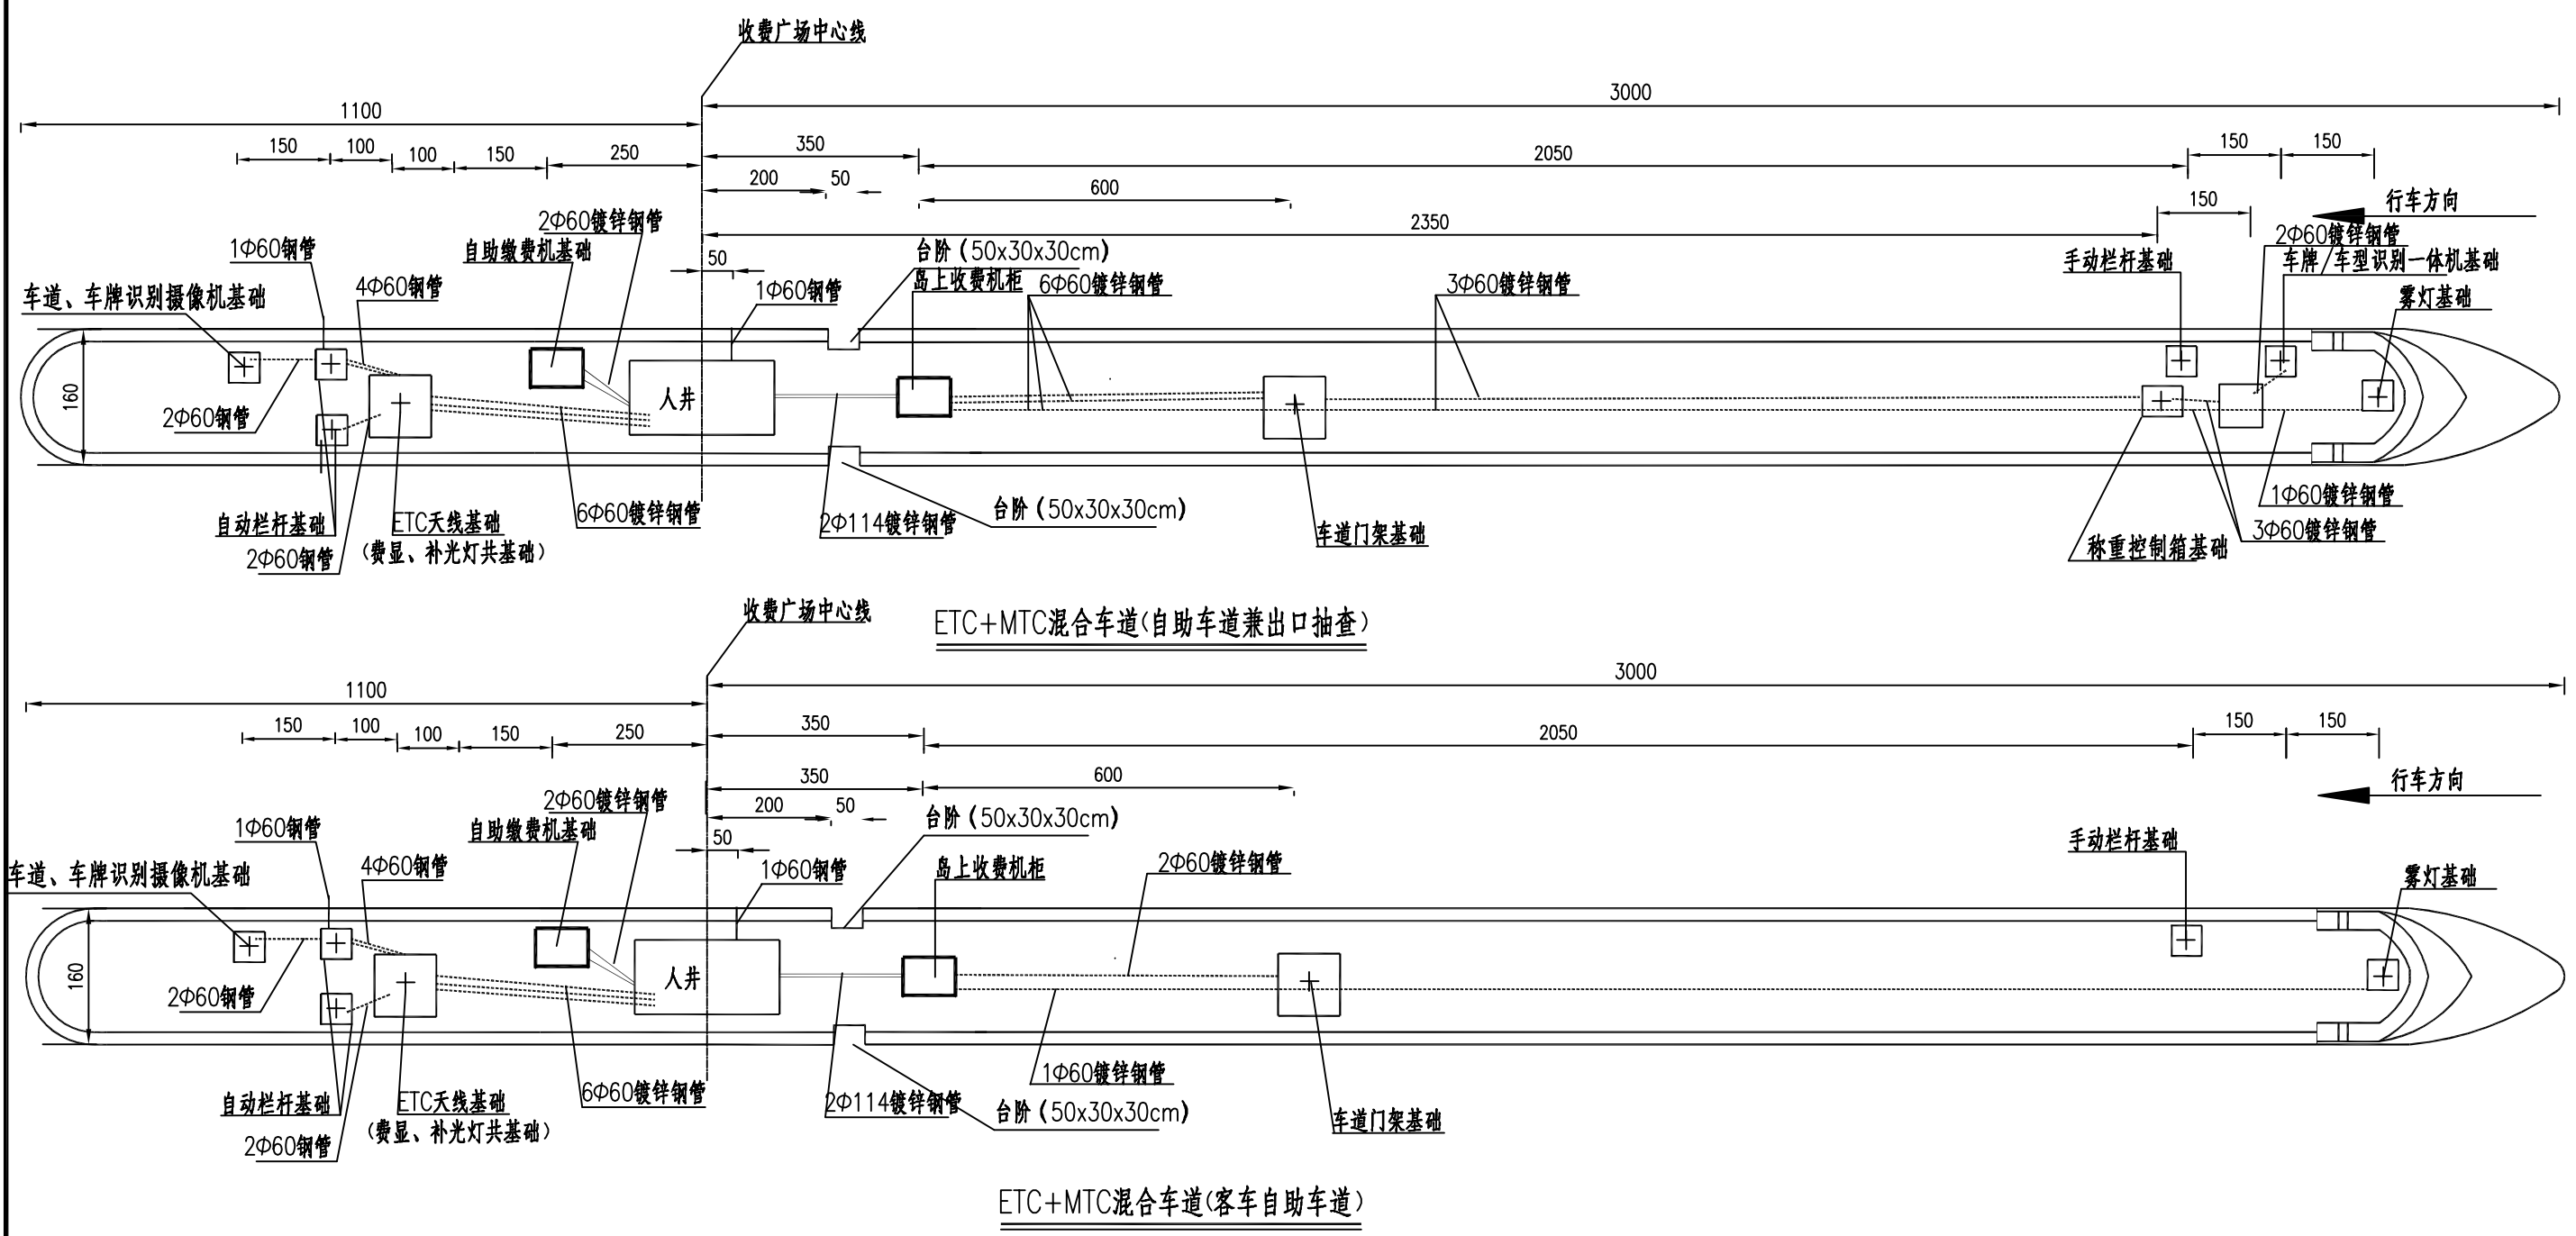 收费广场中心线
3000
1100
150
100
100
150
250
350
2050
150
150
200
50
600
150
行车方向
2350
2Φ60镀锌钢管
1Φ60钢管
自助缴费机基础
50
台阶(50x30x30cm)
2Φ60镀锌钢管
手动栏杆基础
车牌/车型识别一体机基础
车道、车牌识别摄像机基础
4Φ60钢管
1Φ60钢管
岛上收费机柜
6Φ60镀锌钢管
3Φ60镀锌钢管
雾灯基础
160
人井
2Φ60钢管
自动栏杆基础
ETC天线基础
(费显、补光灯共基础)
2Φ60钢管
6Φ60镀锌钢管
2Φ114镀锌钢管
台阶(50x30x30cm)
车道门架基础
1Φ60镀锌钢管
3Φ60镀锌钢管
称重控制箱基础
ETC+MTC混合车道(自助车道兼出口抽查)
收费广场中心线
3000
1100
150
100
100
150
250
350
2050
150
150
350
600
200
50
行车方向
2Φ60镀锌钢管
1Φ60钢管
自助缴费机基础
50
台阶(50x30x30cm)
手动栏杆基础
车道、车牌识别摄像机基础
4Φ60钢管
1Φ60钢管
岛上收费机柜
2Φ60镀锌钢管
雾灯基础
160
人井
2Φ60钢管
自动栏杆基础
ETC天线基础
(费显、补光灯共基础)
2Φ60钢管
6Φ60镀锌钢管
2Φ114镀锌钢管
台阶(50x30x30cm)
1Φ60镀锌钢管
车道门架基础
ETC+MTC混合车道(客车自助车道)